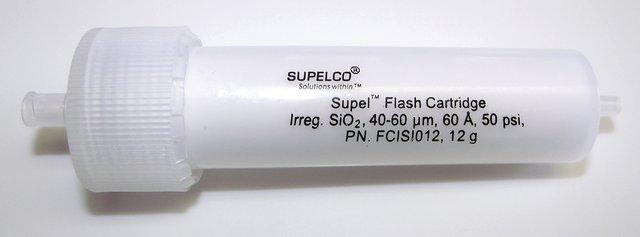 SUPELCO®
Solutions within™
Supel™ Flash Cartridge
Irreg. SiO₂, 40-60 µm, 60 Å, 50 psi,
PN. FCISI012, 12 g